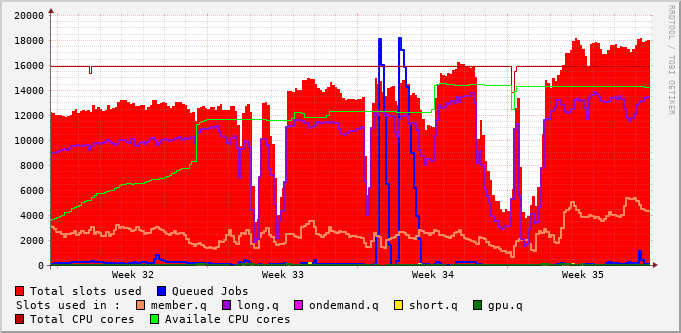 20000
18000
16000
14000
12000
10000
8000
6000
4000
2000
0
Week 32 Week 33 Week 34 Week 35
RRDTOOL / TOBI OETIKER
Total slots used Queued Jobs
Slots used in : member.q long.q ondemand.q short.q gpu.q
Total CPU cores Availale CPU cores